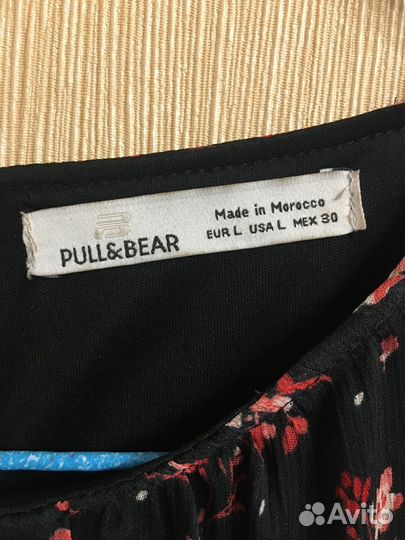 Made in Morocco
PULL&BEAR
EUR L USA L MEX 30
Avito